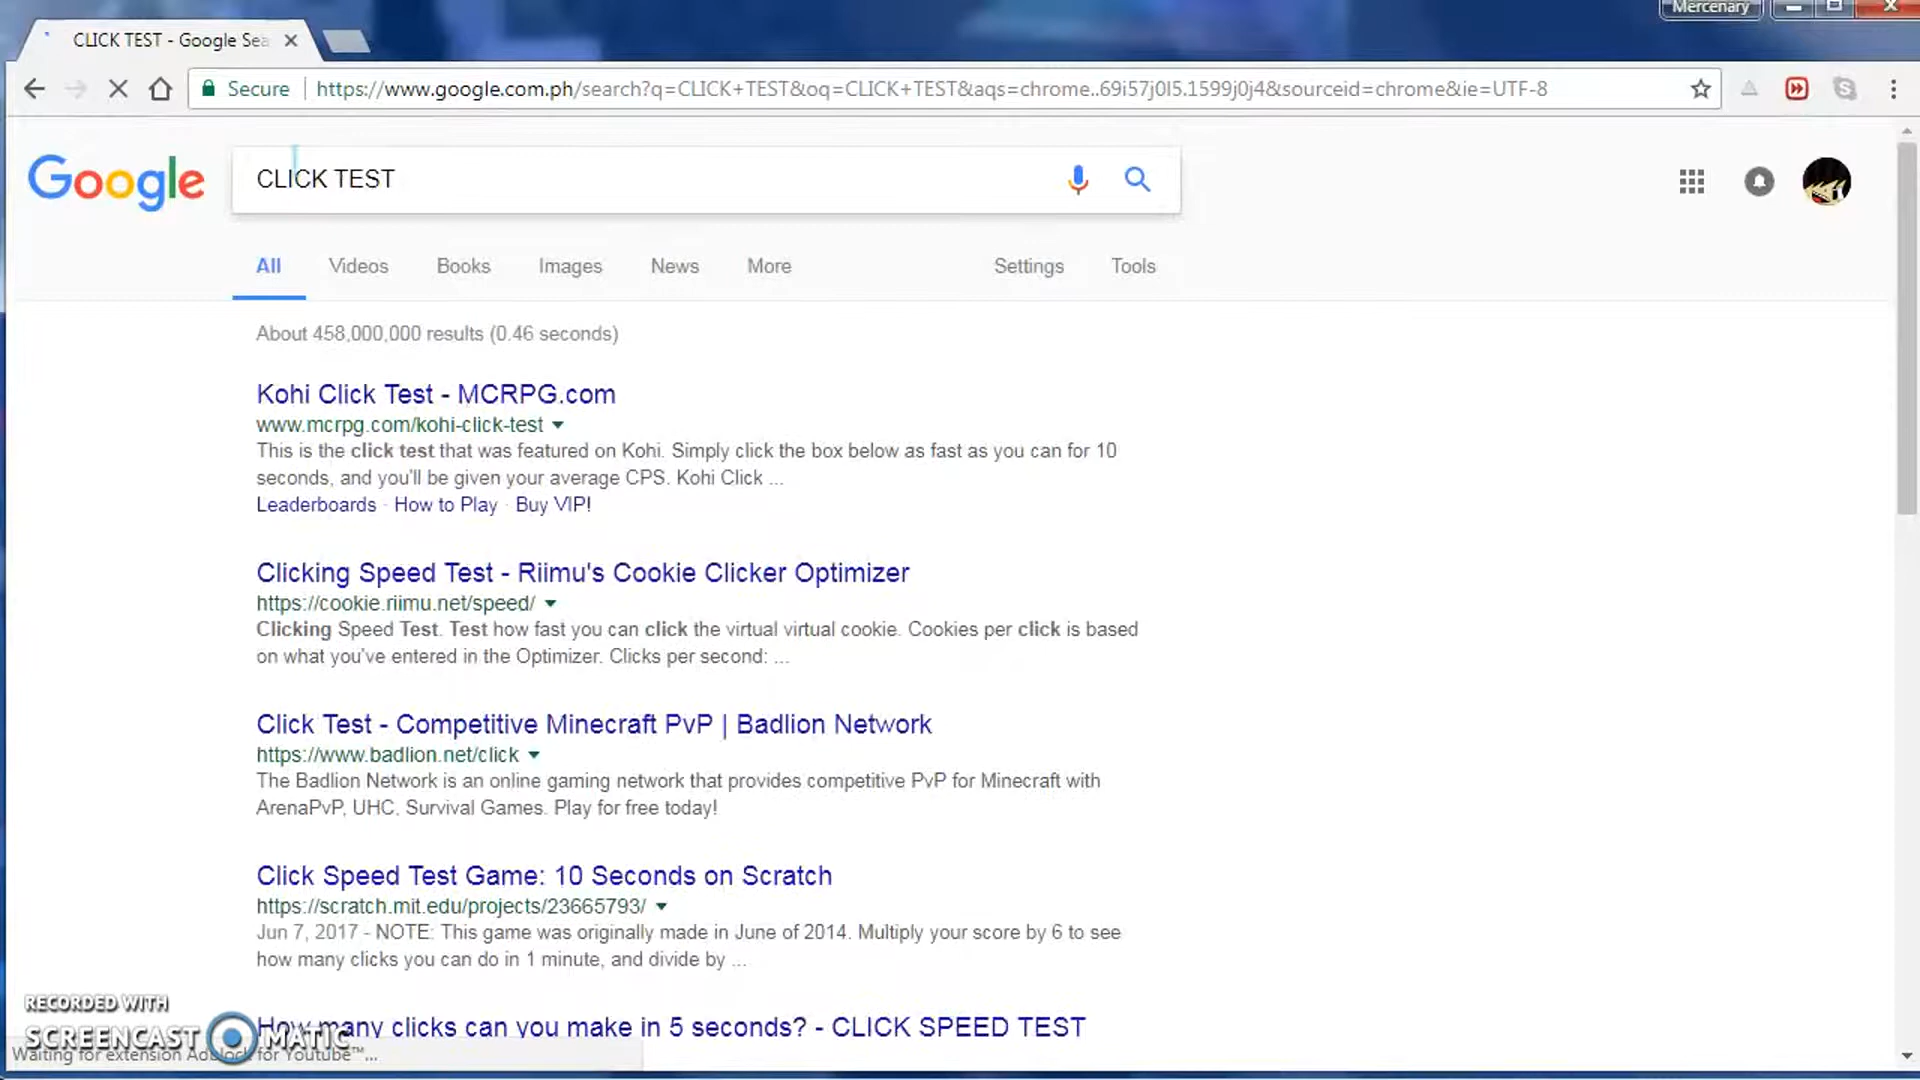 Mercenary
CLICK TEST - Google Sea
Secure https://www.google.com.ph/search?q=CLICK+TEST&oq=CLICK+TEST&aqs=chrome..69i57j0l5.1599j0j4&sourceid=chrome&ie=UTF-8
Google
CLICK TEST
All Videos Books Images News More Settings Tools
About 458,000,000 results (0.46 seconds)
Kohi Click Test - MCRPG.com
www.mcrpg.com/kohi-click-test
This is the click test that was featured on Kohi. Simply click the box below as fast as you can for 10
seconds, and you'll be given your average CPS. Kohi Click ...
Leaderboards · How to Play · Buy VIP!
Clicking Speed Test - Riimu's Cookie Clicker Optimizer
https://cookie.riimu.net/speed/
Clicking Speed Test. Test how fast you can click the virtual virtual cookie. Cookies per click is based
on what you've entered in the Optimizer. Clicks per second: ...
Click Test - Competitive Minecraft PvP | Badlion Network
https://www.badlion.net/click
The Badlion Network is an online gaming network that provides competitive PvP for Minecraft with
ArenaPvP, UHC, Survival Games. Play for free today!
Click Speed Test Game: 10 Seconds on Scratch
https://scratch.mit.edu/projects/23665793/
Jun 7, 2017 - NOTE: This game was originally made in June of 2014. Multiply your score by 6 to see
how many clicks you can do in 1 minute, and divide by ...
How many clicks can you make in 5 seconds? - CLICK SPEED TEST
RECORDED WITH
SCREENCAST MATIC
Waiting for extension AdBlock for Youtube™...